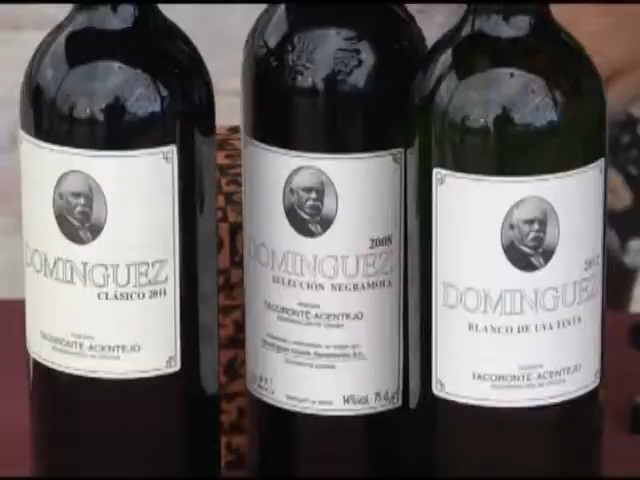 DOMINGUEZ
CLÁSICO 2011
TACORONTE-ACENTEJO
2008
DOMINGUEZ
SELECCIÓN NEGRAMOLL
TACORONTE-ACENTEJO
14%vol. 75 cl.
2012
DOMINGUEZ
BLANCO DE UVA TINTA
TACORONTE-ACENTEJO